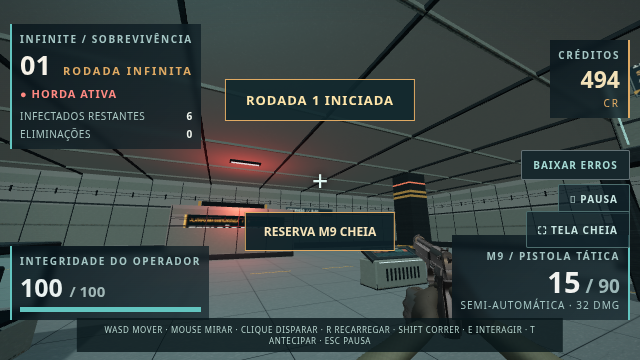 INFINITE / SOBREVIVÊNCIA
01 RODADA INFINITA
● HORDA ATIVA
INFECTADOS RESTANTES 6
ELIMINAÇÕES 0
RODADA 1 INICIADA
CRÉDITOS
494
CR
BAIXAR ERROS
PAUSA
TELA CHEIA
RESERVA M9 CHEIA
INTEGRIDADE DO OPERADOR
100 / 100
M9 / PISTOLA TÁTICA
15 / 90
SEMI-AUTOMÁTICA · 32 DMG
WASD MOVER · MOUSE MIRAR · CLIQUE DISPARAR · R RECARREGAR · SHIFT CORRER · E INTERAGIR · T
ANTECIPAR · ESC PAUSA